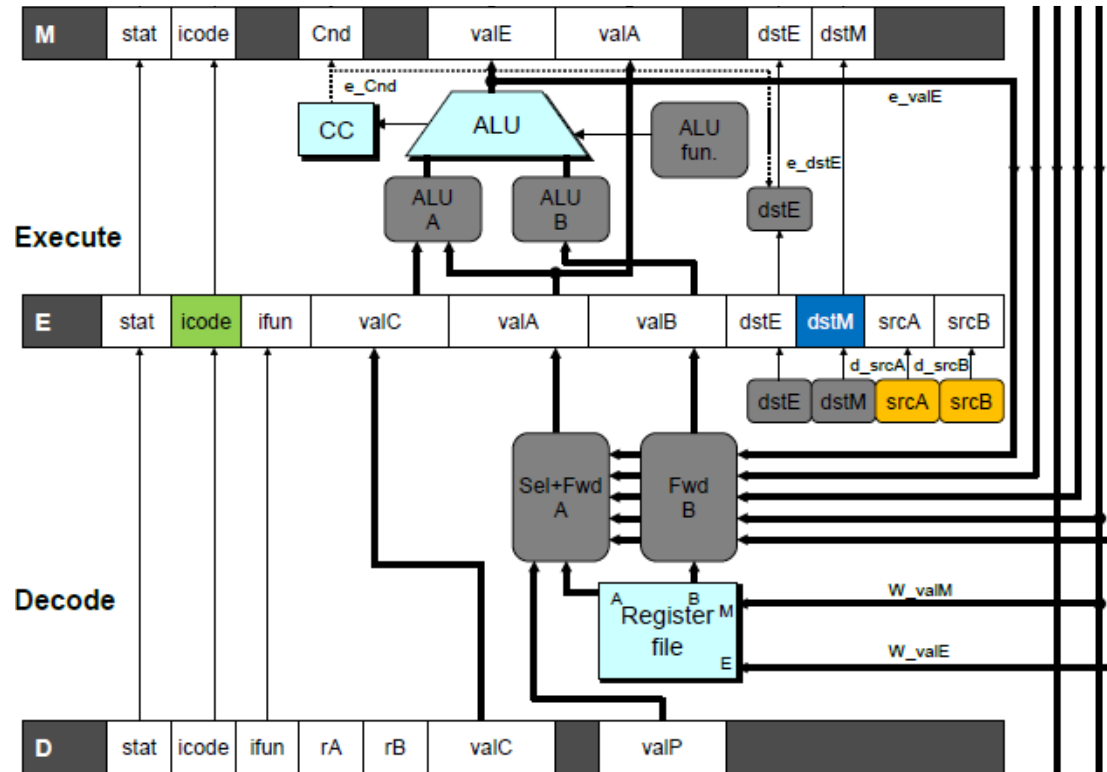 M stat icode Cnd valE valA dstE dstM
e_Cnd
e_valE
CC
ALU
ALU
fun.
e_dstE
ALU
A
ALU
B
dstE
Execute
E stat icode ifun valC valA valB dstE dstM srcA srcB
d_srcA d_srcB
dstE dstM srcA srcB
Sel+Fwd
A
Fwd
B
Decode
A B
W_valM
Register M
file
W_valE
E
D stat icode ifun rA rB valC valP